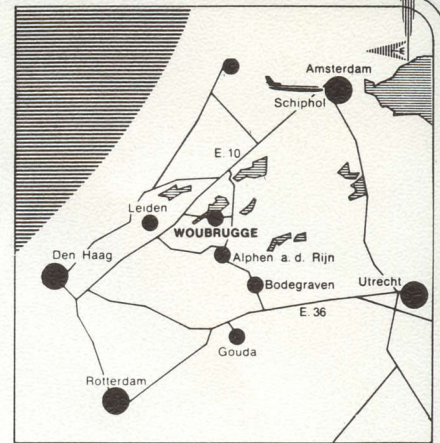 Amsterdam
Schiphol
E. 10
Leiden
WOUBRUGGE
Den Haag
Alphen a. d. Rijn
Bodegraven
Utrecht
E. 36
Gouda
Rotterdam